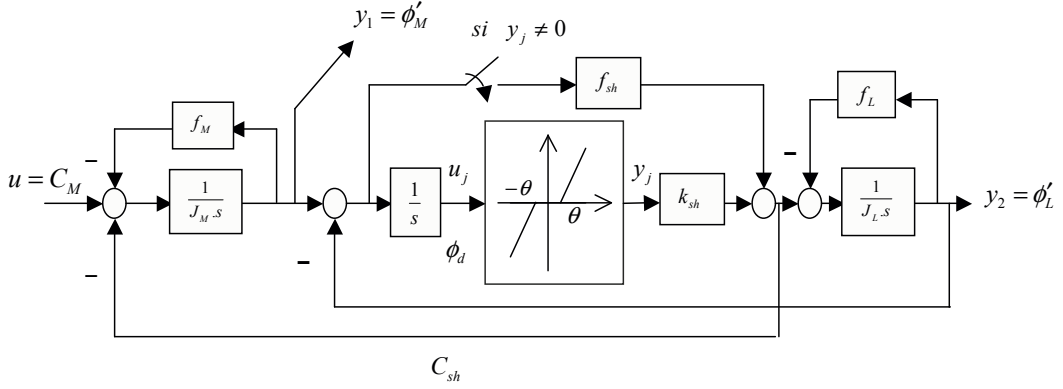 y₁ = ϕ′_M
si y_j ≠ 0
f_sh
f_L
f_M
−
−
u = C_M
1/(J_M.s)
1/s
u_j
ϕ_d
−θ
θ
y_j
k_sh
1/(J_L.s)
y₂ = ϕ′_L
−
−
C_sh